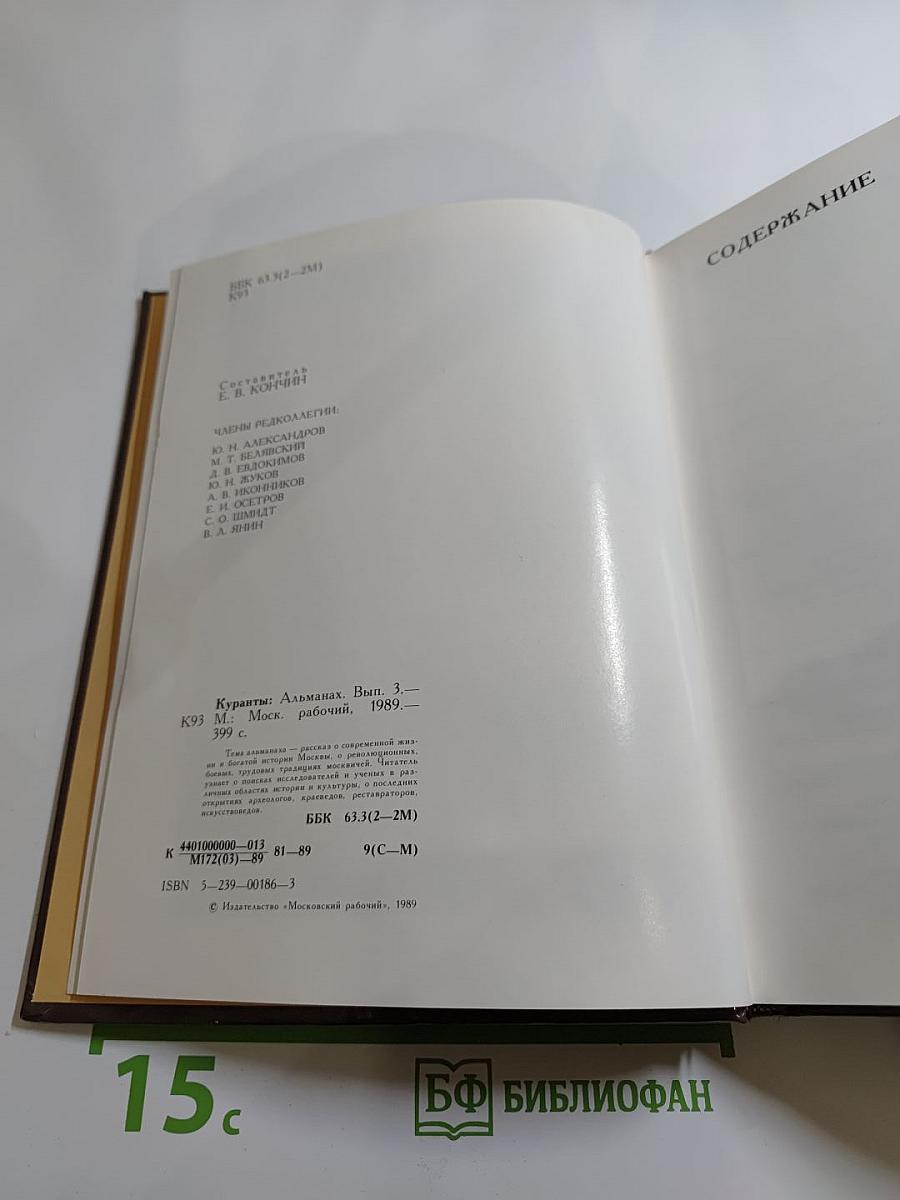 ББК 63.3(2—2М)
К93
Составитель
Е. В. КОНЧИН
ЧЛЕНЫ РЕДКОЛЛЕГИИ:
Ю. Н. АЛЕКСАНДРОВ
М. Т. БЕЛЯВСКИЙ
Д. В. ЕВДОКИМОВ
Ю. Н. ЖУКОВ
А. В. ИКОННИКОВ
Е. И. ОСЕТРОВ
С. О. ШМИДТ
В. Л. ЯНИН
Куранты: Альманах. Вып. 3.—
К93 М.: Моск. рабочий, 1989.—
399 с.
Тема альманаха — рассказ о современной жиз-
ни и богатой истории Москвы, о революционных,
боевых, трудовых традициях москвичей. Читатель
узнает о поисках исследователей и ученых в раз-
личных областях истории и культуры, о последних
открытиях археологов, краеведов, реставраторов,
искусствоведов.
ББК 63.3(2—2М)
К 4401000000—013
М172(03)—89 81—89 9(С—М)
ISBN 5—239—00186—3
© Издательство «Московский рабочий», 1989
СОДЕРЖАНИЕ
15 с
БФ БИБЛИОФАН